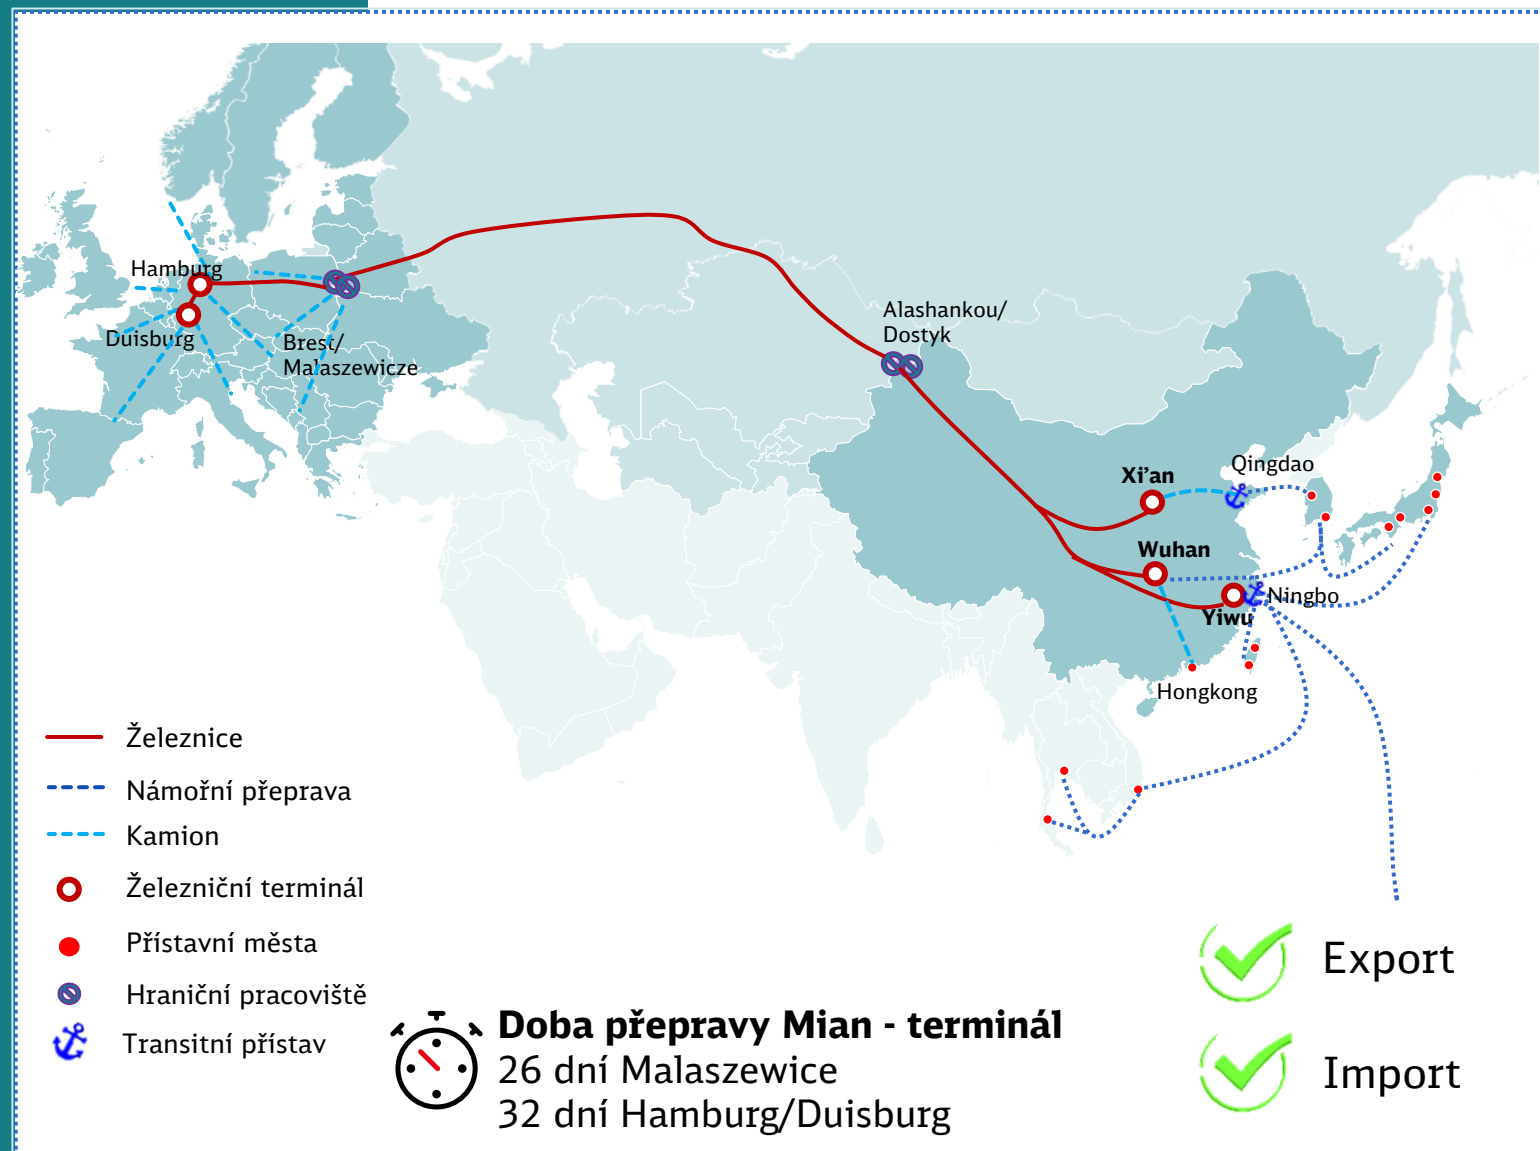 Hamburg
Duisburg
Brest/
Malaszewicze
Alashankou/
Dostyk
Xi’an
Qingdao
Wuhan
Ningbo
Yiwu
Hongkong
Železnice
Námořní přeprava
Kamion
Železniční terminál
Přístavní města
Hraniční pracoviště
Transitní přístav
Doba přepravy Mian - terminál
26 dní Malaszewice
32 dní Hamburg/Duisburg
Export
Import